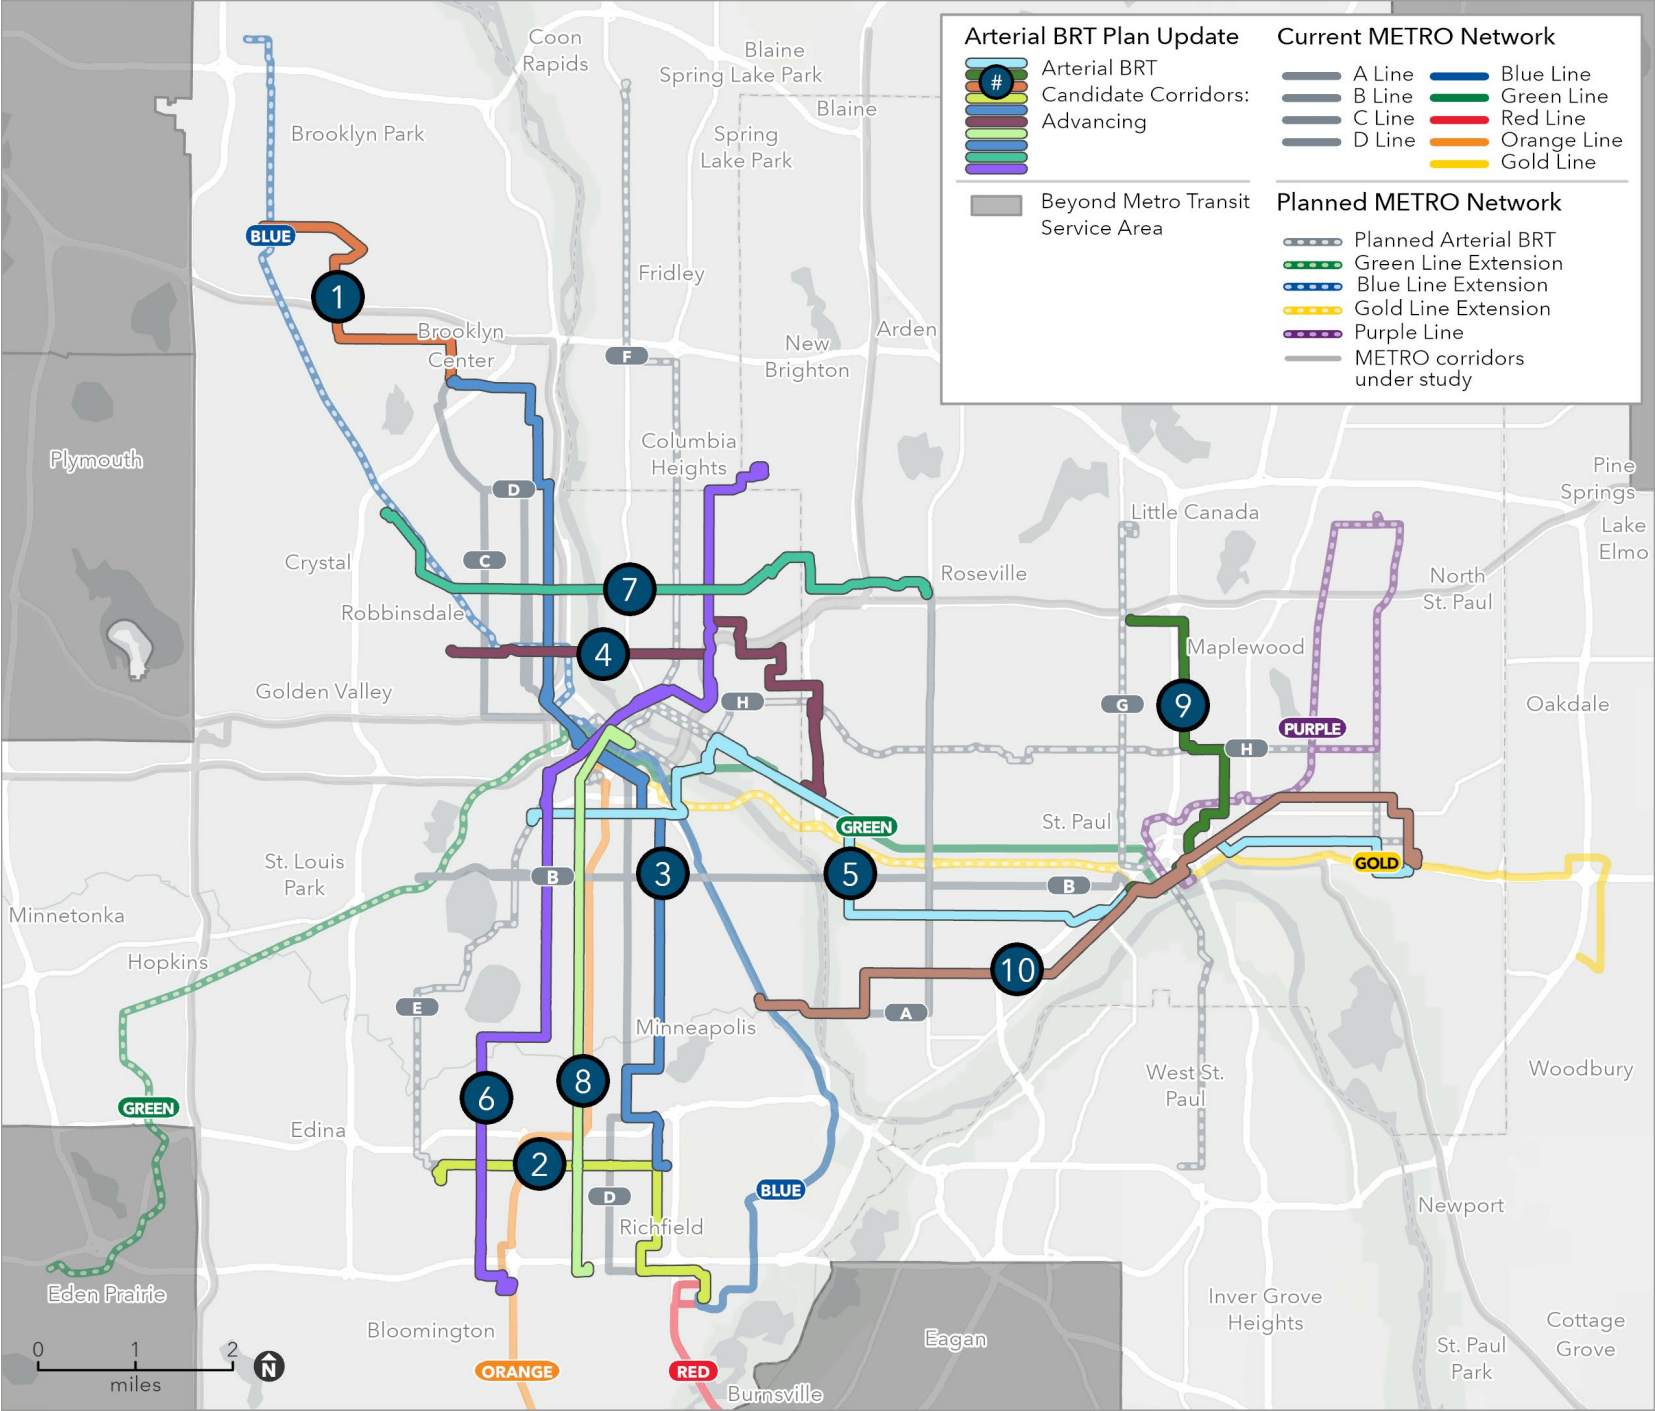 Arterial BRT Plan Update
#
Arterial BRT
Candidate Corridors:
Advancing
Beyond Metro Transit
Service Area
Current METRO Network
A Line
B Line
C Line
D Line
Blue Line
Green Line
Red Line
Orange Line
Gold Line
Planned METRO Network
Planned Arterial BRT
Green Line Extension
Blue Line Extension
Gold Line Extension
Purple Line
METRO corridors
under study
Coon
Rapids
Blaine
Spring Lake Park
Blaine
Brooklyn Park
Spring
Lake Park
BLUE
Fridley
1
Brooklyn
Center
F
New
Brighton
Arden
Plymouth
Columbia
Heights
Pine
Springs
D
Little Canada
Lake
Elmo
Crystal
C
Roseville
North
St. Paul
7
Robbinsdale
4
Maplewood
Golden Valley
H
G
9
Oakdale
PURPLE
H
St. Paul
GREEN
St. Louis
Park
B
3
5
B
GOLD
Minnetonka
Hopkins
10
E
A
Minneapolis
Woodbury
6
8
West St.
Paul
GREEN
Edina
2
D
BLUE
Richfield
Newport
Eden Prairie
Inver Grove
Heights
Bloomington
Eagan
Cottage
Grove
St. Paul
Park
0 1 2
miles
N
ORANGE
RED
Burnsville